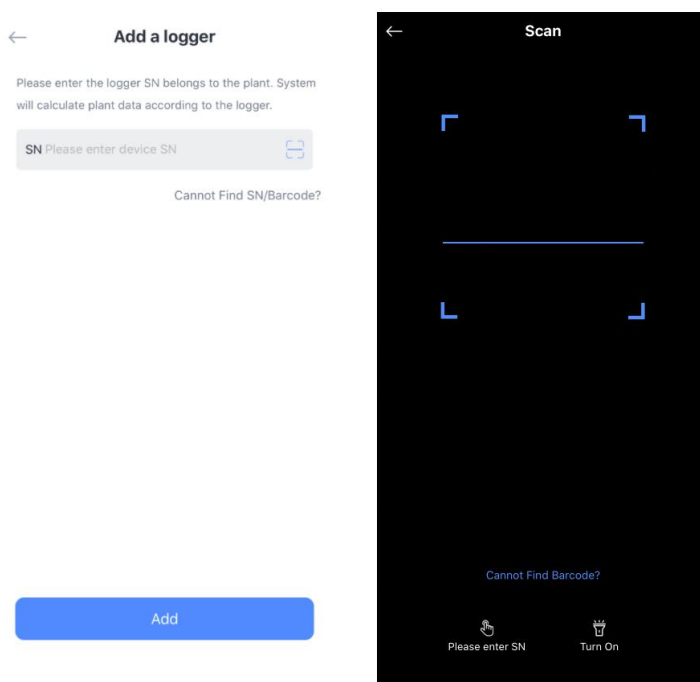 Add a logger
Please enter the logger SN belongs to the plant. System
will calculate plant data according to the logger.
SN Please enter device SN
Cannot Find SN/Barcode?
Add
Scan
Cannot Find Barcode?
Please enter SN
Turn On